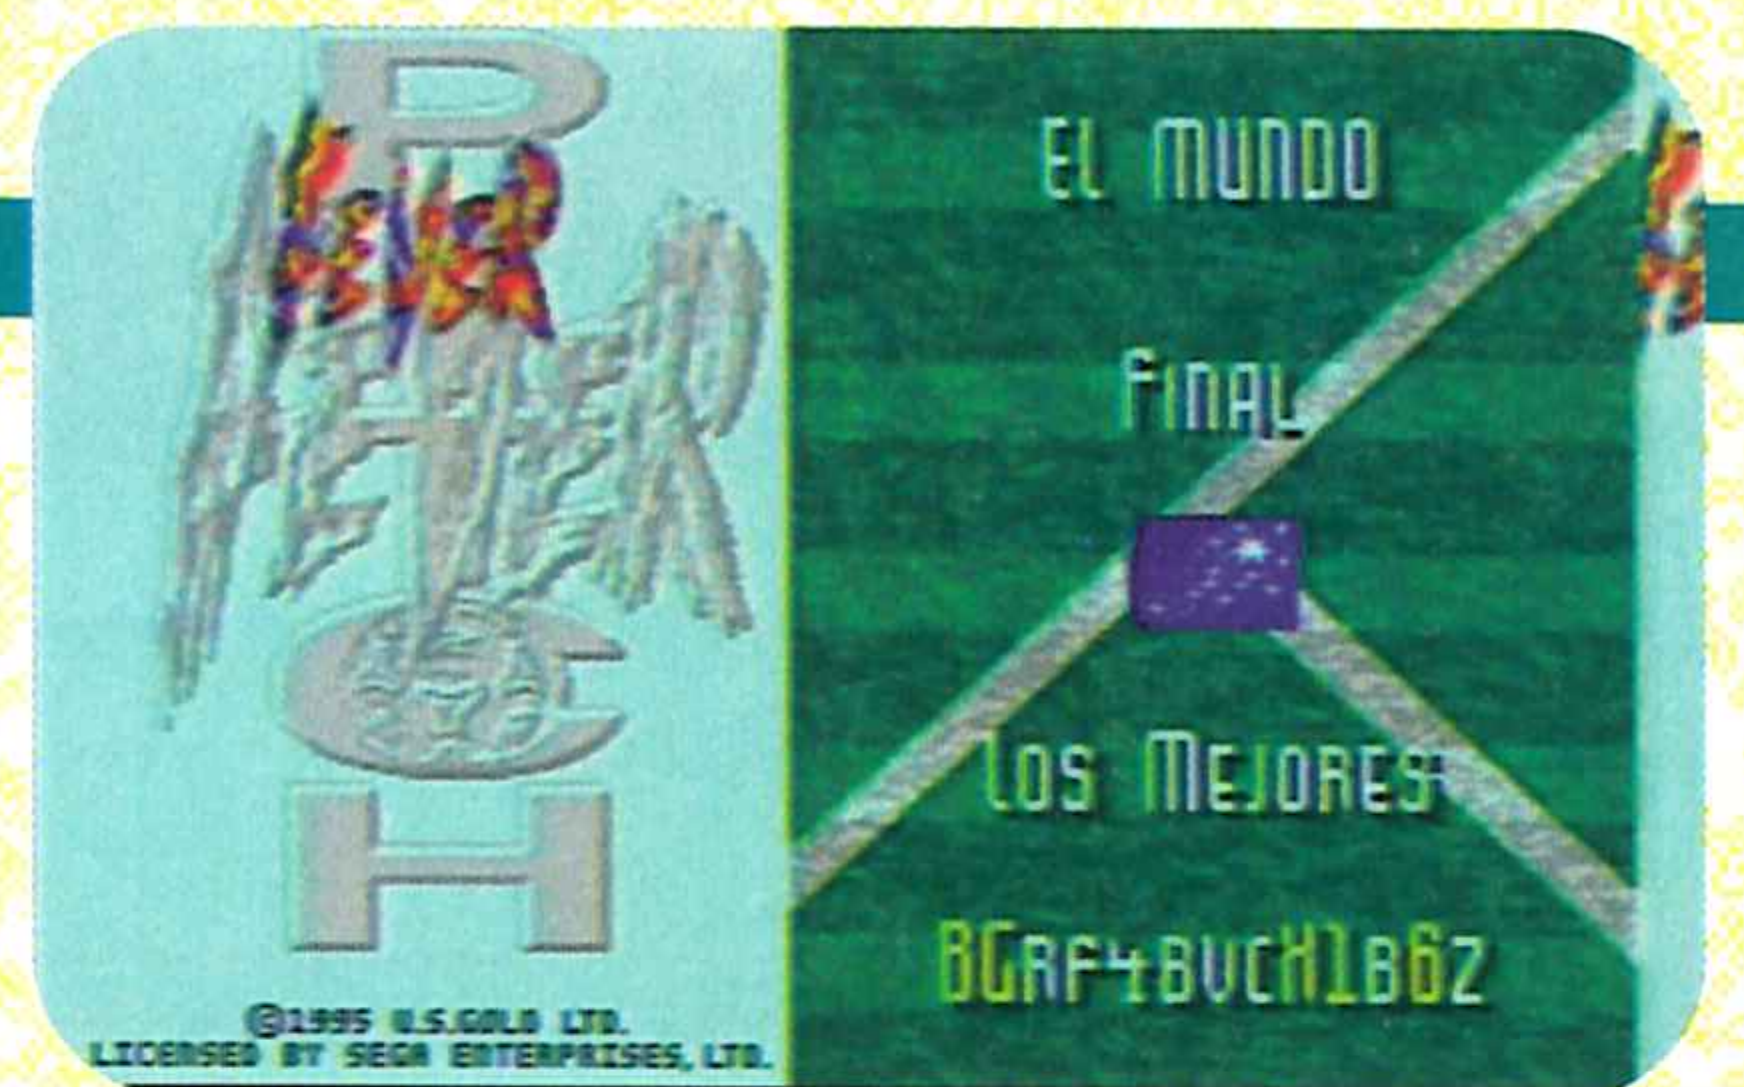 P
H
©1995 U.S.GOLD LTD.
LICENSED BY SEGA ENTERPRISES, LTD.
EL MUNDO
FINAL
LOS MEJORES
BGRF4BVCX1B6Z